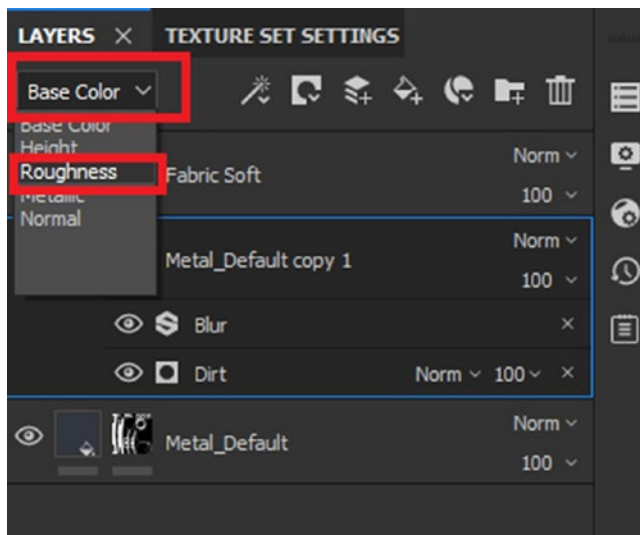 LAYERS × TEXTURE SET SETTINGS
Base Color
Base Color
Height
Roughness
Metallic
Normal
Fabric Soft
Norm
100
Metal_Default copy 1
Norm
100
Blur
Dirt Norm 100
Metal_Default
Norm
100